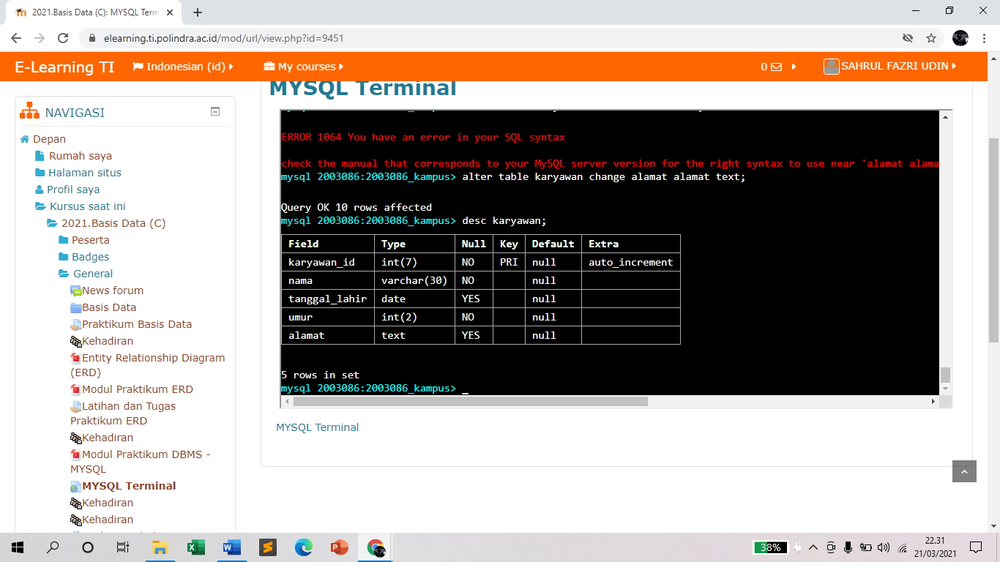 2021.Basis Data (C): MYSQL Term
elearning.ti.polindra.ac.id/mod/url/view.php?id=9451
E-Learning TI
Indonesian (id)
My courses
0
SAHRUL FAZRI UDIN
NAVIGASI
Depan
Rumah saya
Halaman situs
Profil saya
Kursus saat ini
2021.Basis Data (C)
Peserta
Badges
General
News forum
Basis Data
Praktikum Basis Data
Kehadiran
Entity Relationship Diagram
(ERD)
Modul Praktikum ERD
Latihan dan Tugas
Praktikum ERD
Kehadiran
Modul Praktikum DBMS -
MYSQL
MYSQL Terminal
Kehadiran
Kehadiran
MYSQL Terminal
ERROR 1064 You have an error in your SQL syntax
check the manual that corresponds to your MySQL server version for the right syntax to use near 'alamat alama
mysql 2003086:2003086_kampus> alter table karyawan change alamat alamat text;
Query OK 10 rows affected
mysql 2003086:2003086_kampus> desc karyawan;
Field Type Null Key Default Extra
karyawan_id int(7) NO PRI null auto_increment
nama varchar(30) NO null
tanggal_lahir date YES null
umur int(2) NO null
alamat text YES null
5 rows in set
mysql 2003086:2003086_kampus> _
MYSQL Terminal
38%
22.31
21/03/2021